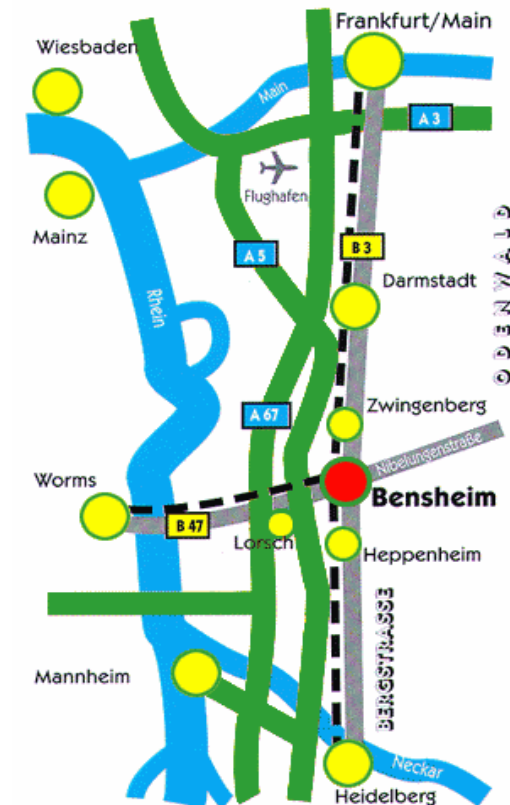 Frankfurt/Main
Wiesbaden
Main
A 3
Flughafen
Mainz
B 3
A 5
ODENWALD
Darmstadt
Rhein
Zwingenberg
A 67
Nibelungenstraße
Worms
Bensheim
B 47
Lorsch
Heppenheim
BERGSTRASSE
Mannheim
Neckar
Heidelberg